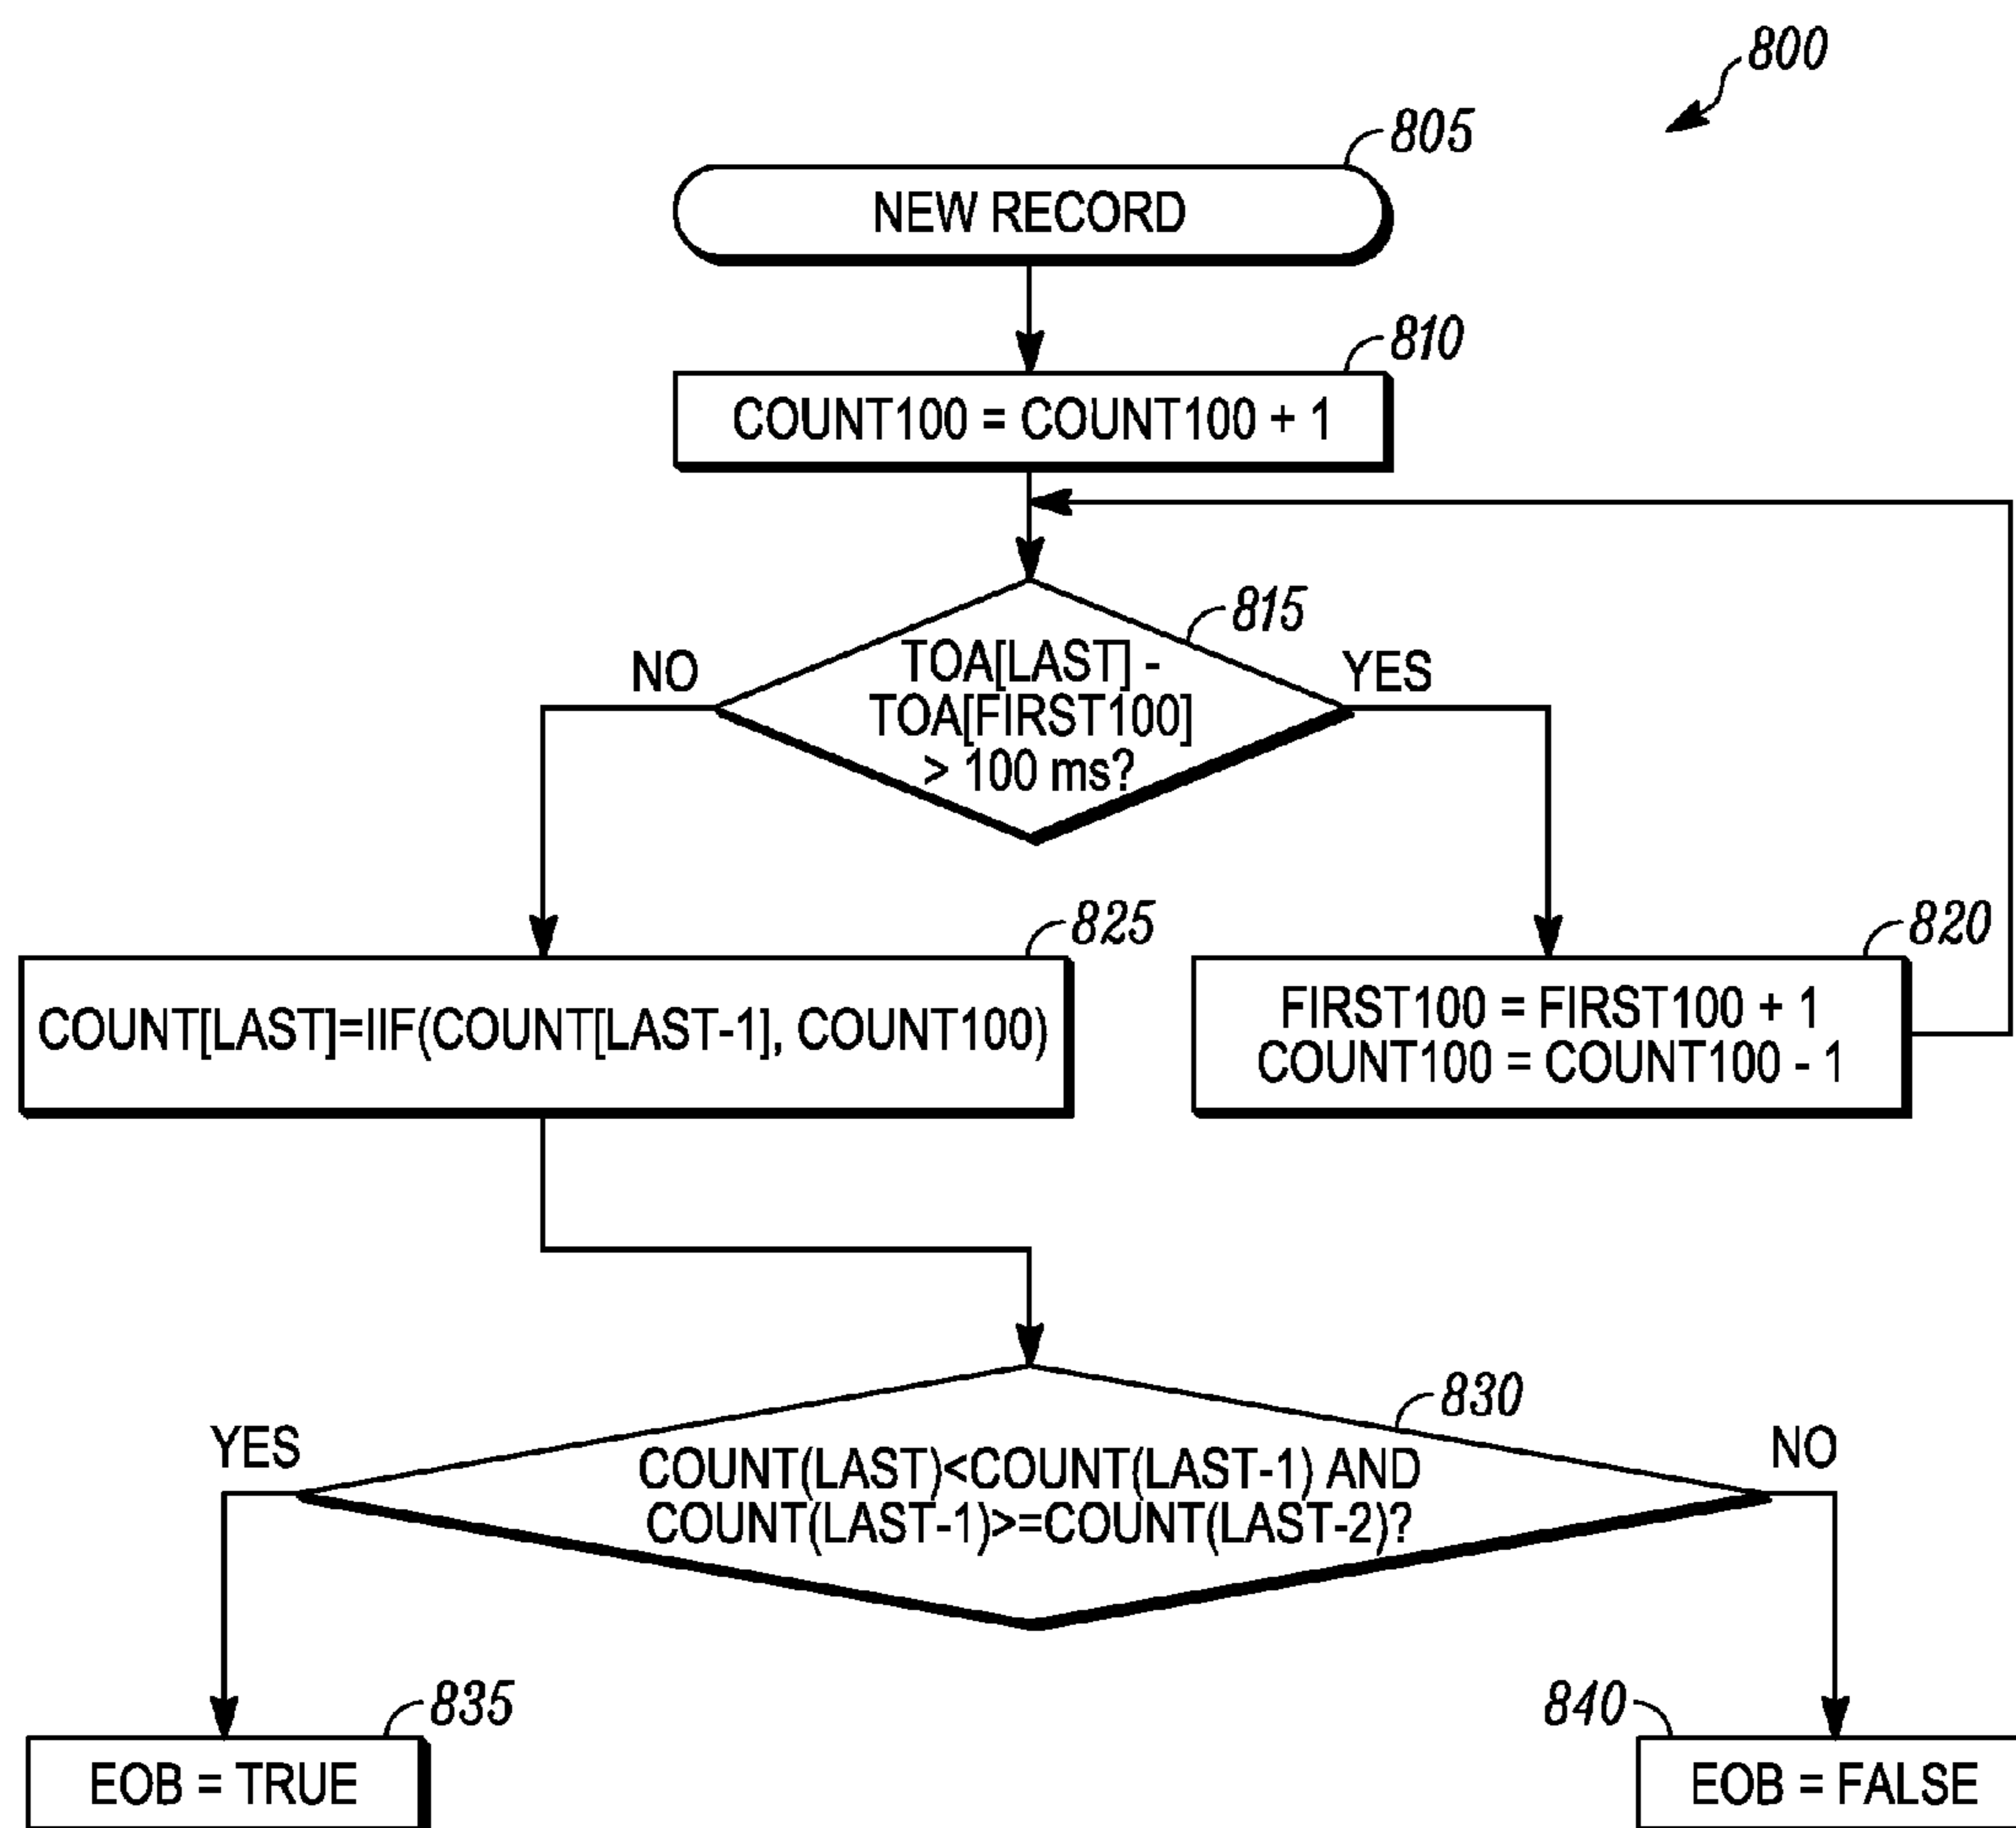 800
805
NEW RECORD
810
COUNT100 = COUNT100 + 1
815
NO
YES
TOA[LAST] -
TOA[FIRST100]
> 100 ms?
825
COUNT[LAST]=IIF(COUNT[LAST-1], COUNT100)
820
FIRST100 = FIRST100 + 1
COUNT100 = COUNT100 - 1
830
YES
NO
COUNT(LAST)<COUNT(LAST-1) AND
COUNT(LAST-1)>=COUNT(LAST-2)?
835
EOB = TRUE
840
EOB = FALSE